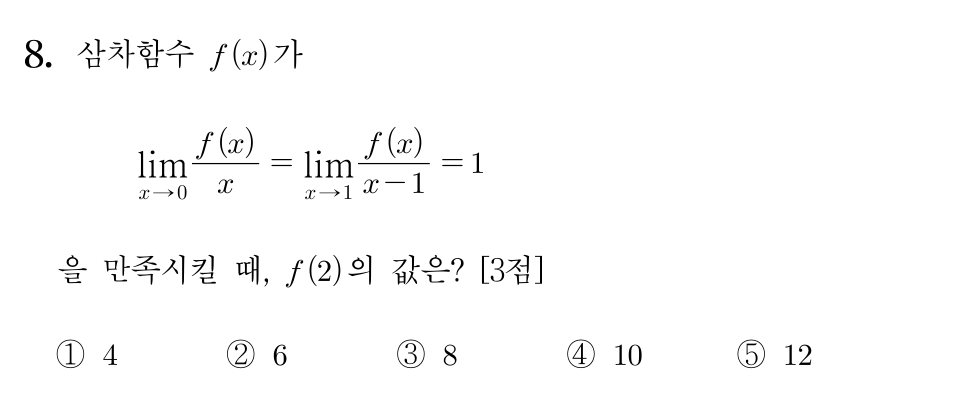 8. 삼차함수 f(x)가
lim_{x→0} f(x)/x = lim_{x→1} f(x)/(x-1) = 1
을 만족시킬 때, f(2)의 값은? [3점]
① 4 ② 6 ③ 8 ④ 10 ⑤ 12